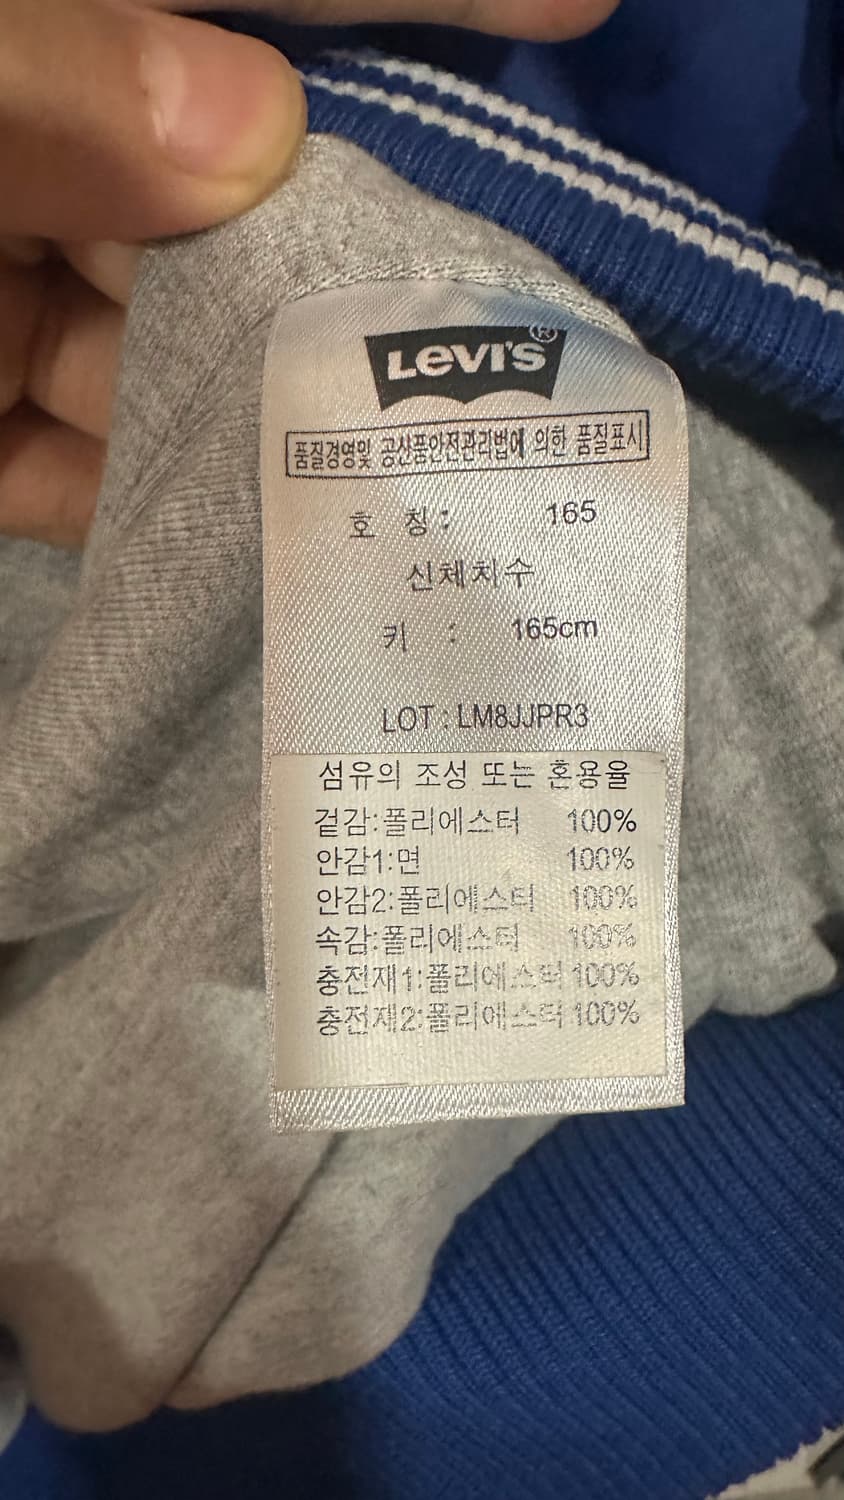 LEVI'S®
품질경영및 공산품안전관리법에 의한 품질표시
호 칭 : 165
신체치수
키 : 165cm
LOT : LM8JJPR3
섬유의 조성 또는 혼용율
겉감:폴리에스터 100%
안감1:면 100%
안감2:폴리에스터 100%
속감:폴리에스터 100%
충전재1:폴리에스터 100%
충전재2:폴리에스터 100%